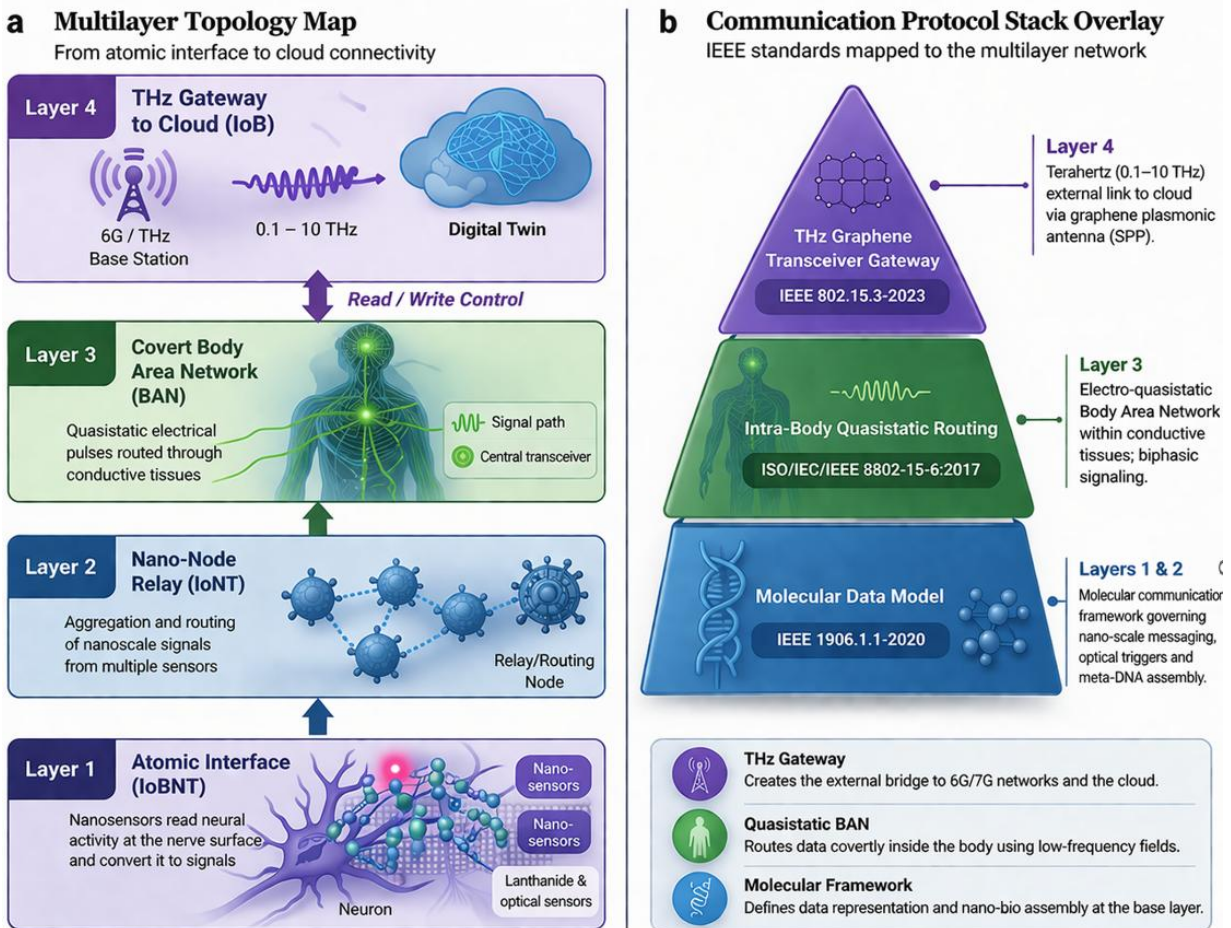 a Multilayer Topology Map
From atomic interface to cloud connectivity
Layer 4
THz Gateway
to Cloud (IoB)
6G / THz
Base Station
0.1 – 10 THz
Digital Twin
Read / Write Control
Layer 3
Covert Body
Area Network
(BAN)
Quasistatic electrical
pulses routed through
conductive tissues
Signal path
Central transceiver
Layer 2
Nano-Node
Relay (IoNT)
Aggregation and routing
of nanoscale signals
from multiple sensors
Relay/Routing
Node
Layer 1
Atomic Interface
(IoBNT)
Nanosensors read neural
activity at the nerve surface
and convert it to signals
Neuron
Nano-
sensors
Nano-
sensors
Lanthanide &
optical sensors
b Communication Protocol Stack Overlay
IEEE standards mapped to the multilayer network
THz Graphene
Transceiver Gateway
IEEE 802.15.3-2023
Layer 4
Terahertz (0.1–10 THz)
external link to cloud
via graphene plasmonic
antenna (SPP).
Intra-Body Quasistatic Routing
ISO/IEC/IEEE 8802-15-6:2017
Layer 3
Electro-quasistatic
Body Area Network
within conductive
tissues; biphasic
signaling.
Molecular Data Model
IEEE 1906.1.1-2020
Layers 1 & 2
Molecular communication
framework governing
nano-scale messaging,
optical triggers and
meta-DNA assembly.
THz Gateway
Creates the external bridge to 6G/7G networks and the cloud.
Quasistatic BAN
Routes data covertly inside the body using low-frequency fields.
Molecular Framework
Defines data representation and nano-bio assembly at the base layer.